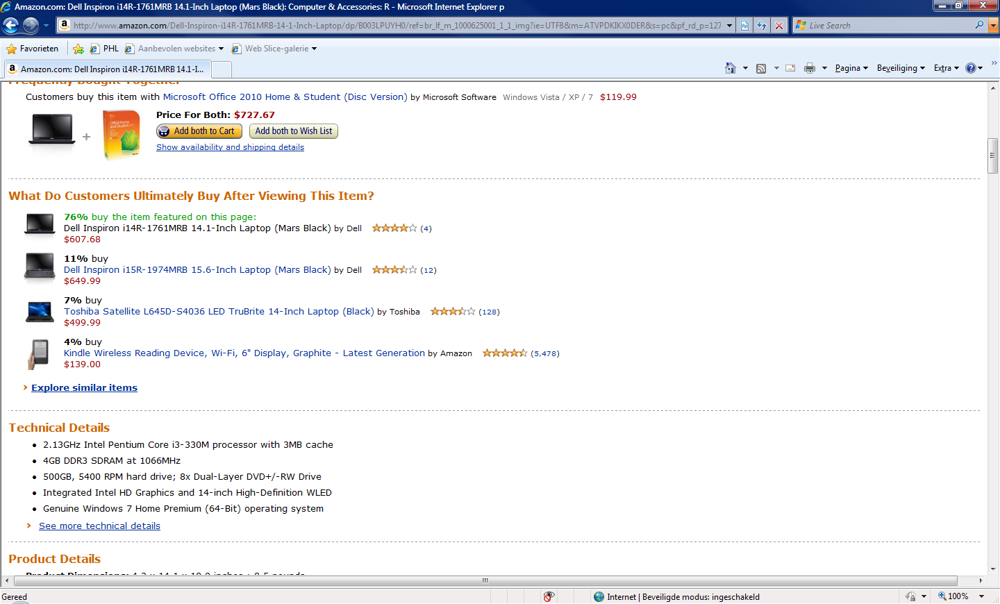 Amazon.com: Dell Inspiron i14R-1761MRB 14.1-Inch Laptop (Mars Black): Computer & Accessories: R - Microsoft Internet Explorer p
http://www.amazon.com/Dell-Inspiron-i14R-1761MRB-14-1-Inch-Laptop/dp/B003LPUYH0/ref=br_lf_m_1000625001_1_1_img?ie=UTF8&m=ATVPDKIKX0DER&s=pc&pf_rd_p=127
Live Search
Favorieten
PHL
Aanbevolen websites
Web Slice-galerie
Amazon.com: Dell Inspiron i14R-1761MRB 14.1-I...
Pagina
Beveiliging
Extra
Frequently Bought Together
Customers buy this item with Microsoft Office 2010 Home & Student (Disc Version) by Microsoft Software Windows Vista / XP / 7 $119.99
Price For Both: $727.67
Add both to Cart
Add both to Wish List
Show availability and shipping details
What Do Customers Ultimately Buy After Viewing This Item?
76% buy the item featured on this page:
Dell Inspiron i14R-1761MRB 14.1-Inch Laptop (Mars Black) by Dell (4)
$607.68
11% buy
Dell Inspiron i15R-1974MRB 15.6-Inch Laptop (Mars Black) by Dell (12)
$649.99
7% buy
Toshiba Satellite L645D-S4036 LED TruBrite 14-Inch Laptop (Black) by Toshiba (128)
$499.99
4% buy
Kindle Wireless Reading Device, Wi-Fi, 6" Display, Graphite - Latest Generation by Amazon (5,478)
$139.00
Explore similar items
Technical Details
• 2.13GHz Intel Pentium Core i3-330M processor with 3MB cache
• 4GB DDR3 SDRAM at 1066MHz
• 500GB, 5400 RPM hard drive; 8x Dual-Layer DVD+/-RW Drive
• Integrated Intel HD Graphics and 14-inch High-Definition WLED
• Genuine Windows 7 Home Premium (64-Bit) operating system
See more technical details
Product Details
Product Dimensions:
Gereed
Internet | Beveiligde modus: ingeschakeld
100%